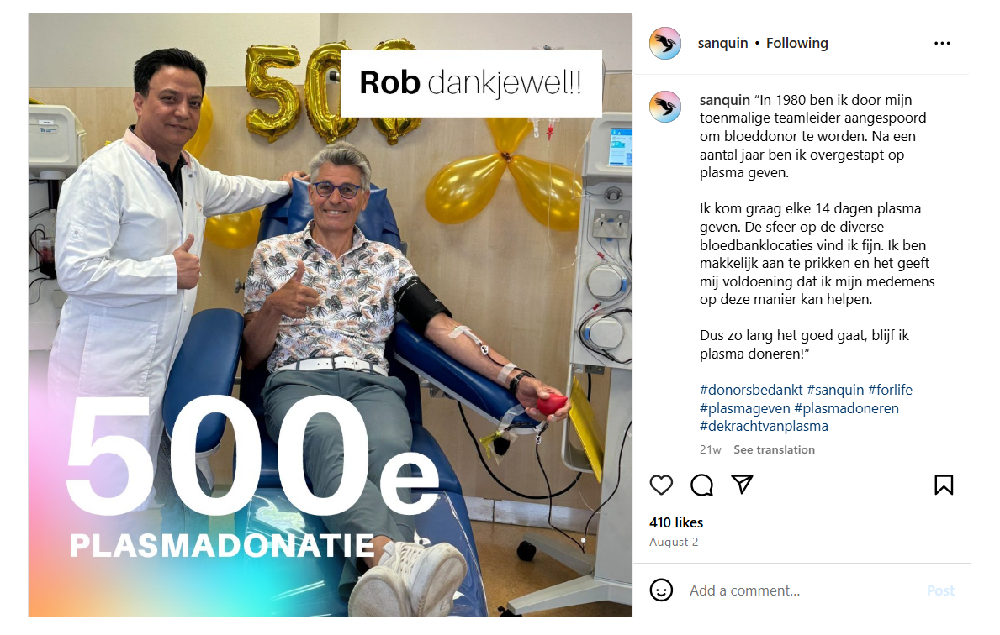 500
Rob dankjewel!!
500e
PLASMADONATIE
sanquin • Following
sanquin “In 1980 ben ik door mijn
toenmalige teamleider aangespoord
om bloeddonor te worden. Na een
aantal jaar ben ik overgestapt op
plasma geven.
Ik kom graag elke 14 dagen plasma
geven. De sfeer op de diverse
bloedbanklocaties vind ik fijn. Ik ben
makkelijk aan te prikken en het geeft
mij voldoening dat ik mijn medemens
op deze manier kan helpen.
Dus zo lang het goed gaat, blijf ik
plasma doneren!”
#donorsbedankt #sanquin #forlife
#plasmageven #plasmadoneren
#dekrachtvanplasma
21w See translation
410 likes
August 2
Add a comment... Post